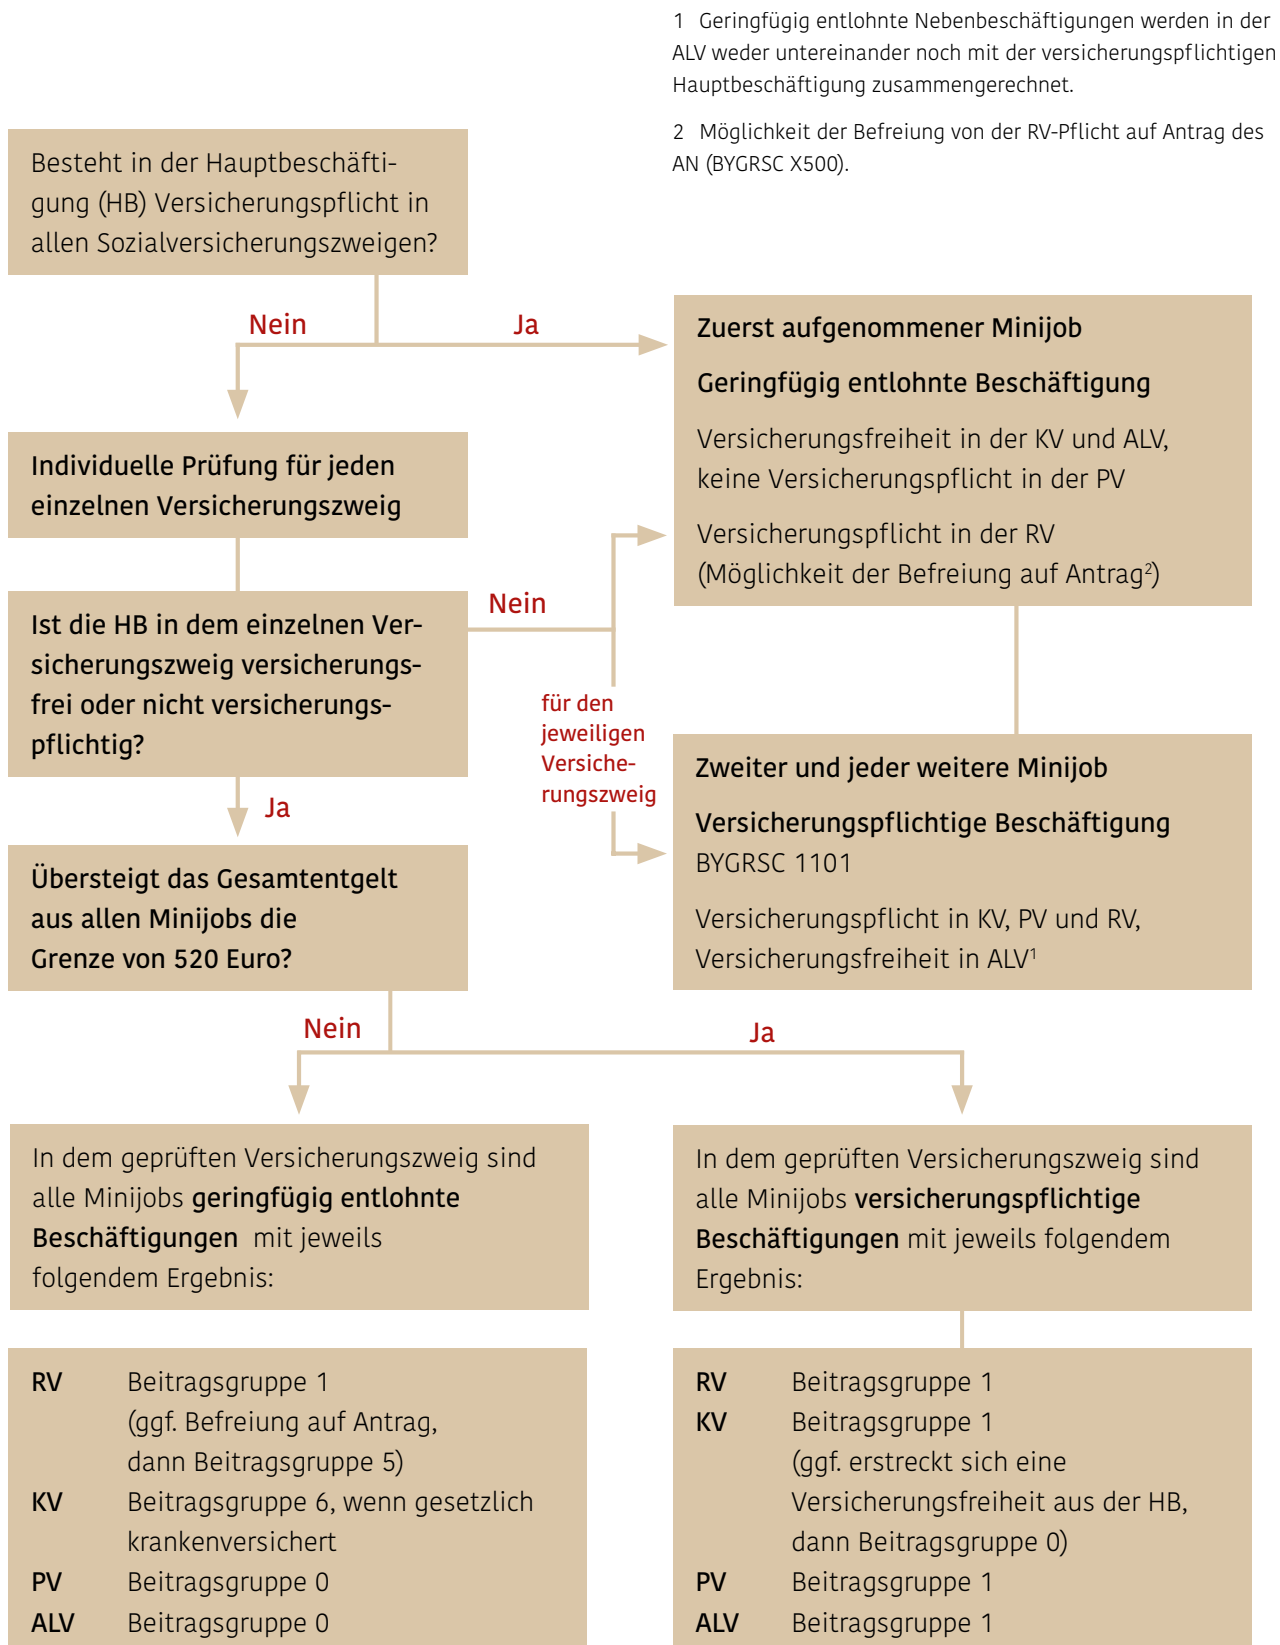 1 Geringfügig entlohnte Nebenbeschäftigungen werden in der
ALV weder untereinander noch mit der versicherungspflichtigen
Hauptbeschäftigung zusammengerechnet.
2 Möglichkeit der Befreiung von der RV-Pflicht auf Antrag des
AN (BYGRSC X500).
Besteht in der Hauptbeschäfti-
gung (HB) Versicherungspflicht in
allen Sozialversicherungszweigen?
Nein
Ja
Zuerst aufgenommener Minijob
Geringfügig entlohnte Beschäftigung
Versicherungsfreiheit in der KV und ALV,
keine Versicherungspflicht in der PV
Versicherungspflicht in der RV
(Möglichkeit der Befreiung auf Antrag²)
Individuelle Prüfung für jeden
einzelnen Versicherungszweig
Ist die HB in dem einzelnen Ver-
sicherungszweig versicherungs-
frei oder nicht versicherungs-
pflichtig?
Nein
für den
jeweiligen
Versiche-
rungszweig
Zweiter und jeder weitere Minijob
Versicherungspflichtige Beschäftigung
BYGRSC 1101
Versicherungspflicht in KV, PV und RV,
Versicherungsfreiheit in ALV¹
Ja
Übersteigt das Gesamtentgelt
aus allen Minijobs die
Grenze von 520 Euro?
Nein
Ja
In dem geprüften Versicherungszweig sind
alle Minijobs geringfügig entlohnte
Beschäftigungen mit jeweils
folgendem Ergebnis:
RV Beitragsgruppe 1
(ggf. Befreiung auf Antrag,
dann Beitragsgruppe 5)
KV Beitragsgruppe 6, wenn gesetzlich
krankenversichert
PV Beitragsgruppe 0
ALV Beitragsgruppe 0
In dem geprüften Versicherungszweig sind
alle Minijobs versicherungspflichtige
Beschäftigungen mit jeweils folgendem
Ergebnis:
RV Beitragsgruppe 1
KV Beitragsgruppe 1
(ggf. erstreckt sich eine
Versicherungsfreiheit aus der HB,
dann Beitragsgruppe 0)
PV Beitragsgruppe 1
ALV Beitragsgruppe 1